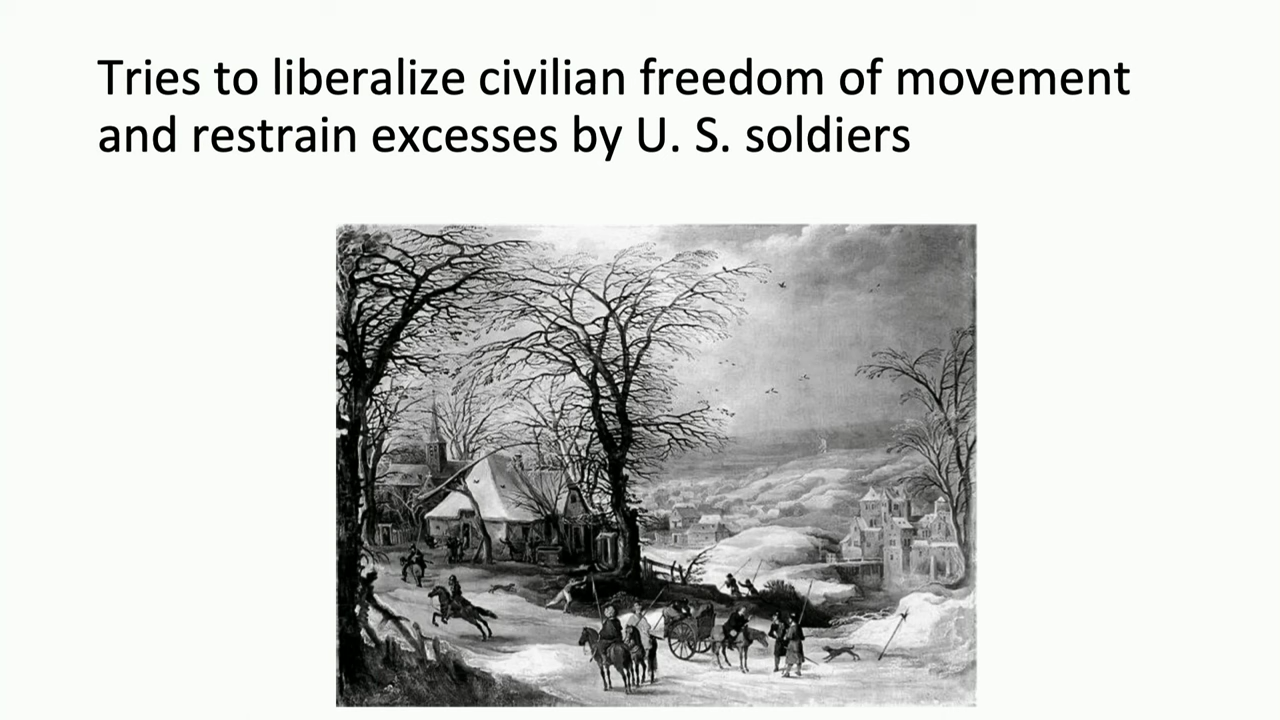 Tries to liberalize civilian freedom of movement
and restrain excesses by U. S. soldiers